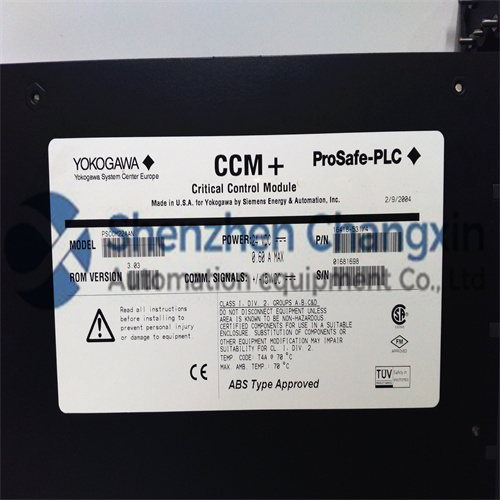 YOKOGAWA
Yokogawa System Center Europe
CCM +
Critical Control Module
ProSafe-PLC
Made in U.S.A. for Yokogawa by Siemens Energy & Automation, Inc.
2/9/2004
MODEL
POWER:
0.60 A MAX
P/N
ROM VERSION
3.03
COMM. SIGNALS:
S/N
01681698
Shenzhen Changxin
Automation equipment Co., Ltd
Read all instructions
before installing to
prevent personal injury
or damage to equipment.
CLASS I, DIV. 2, GROUPS A,B,C&D
DO NOT DISCONNECT EQUIPMENT UNLESS
AREA IS KNOWN TO BE NON-HAZARDOUS.
CERTIFIED COMPONENTS FOR USE IN A SUITABLE
ENCLOSURE. SUBSTITUTION OF COMPONENTS OR
OTHER EQUIPMENT MODIFICATION MAY IMPAIR
SUITABILITY FOR CL. I, DIV. 2
TEMP. CODE: T4A @ 70 °C
MAX. AMB. TEMP: 70 °C
CE
ABS Type Approved
FM
APPROVED
TUV